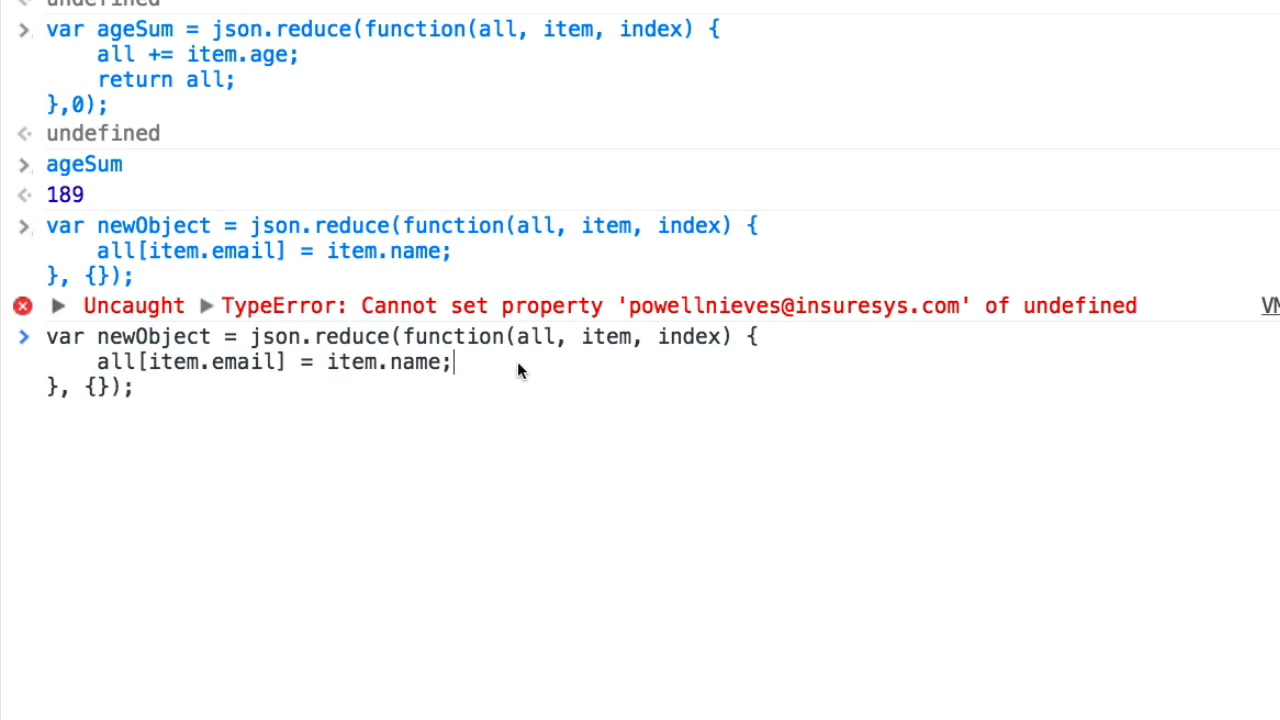 undefined
var ageSum = json.reduce(function(all, item, index) {
    all += item.age;
    return all;
},0);
undefined
ageSum
189
var newObject = json.reduce(function(all, item, index) {
    all[item.email] = item.name;
}, {});
Uncaught TypeError: Cannot set property 'powellnieves@insuresys.com' of undefined VM
var newObject = json.reduce(function(all, item, index) {
    all[item.email] = item.name;
}, {});